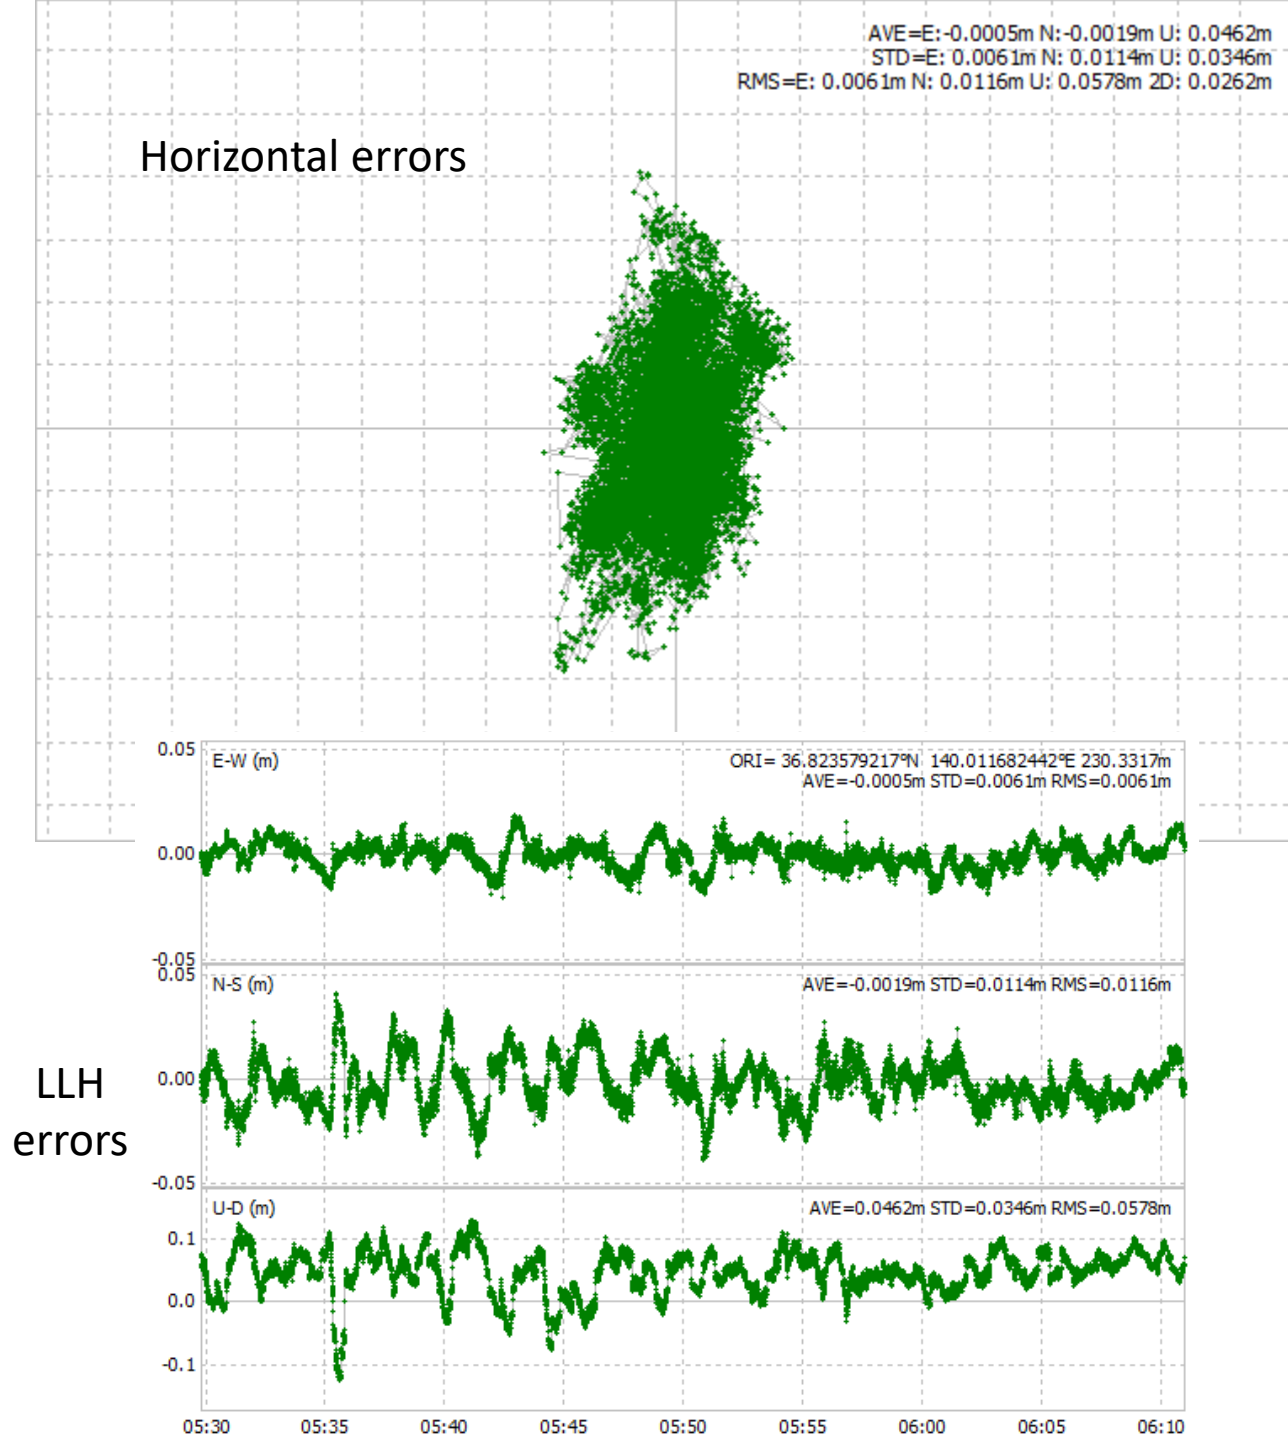 AVE=E:-0.0005m N:-0.0019m U: 0.0462m
STD=E: 0.0061m N: 0.0114m U: 0.0346m
RMS=E: 0.0061m N: 0.0116m U: 0.0578m 2D: 0.0262m
Horizontal errors
0.05
E-W (m)
ORI= 36.823579217°N 140.011682442°E 230.3317m
AVE=-0.0005m STD=0.0061m RMS=0.0061m
0.00
-0.05
0.05
N-S (m)
AVE=-0.0019m STD=0.0114m RMS=0.0116m
0.00
-0.05
LLH
errors
U-D (m)
AVE=0.0462m STD=0.0346m RMS=0.0578m
0.1
0.0
-0.1
05:30 05:35 05:40 05:45 05:50 05:55 06:00 06:05 06:10